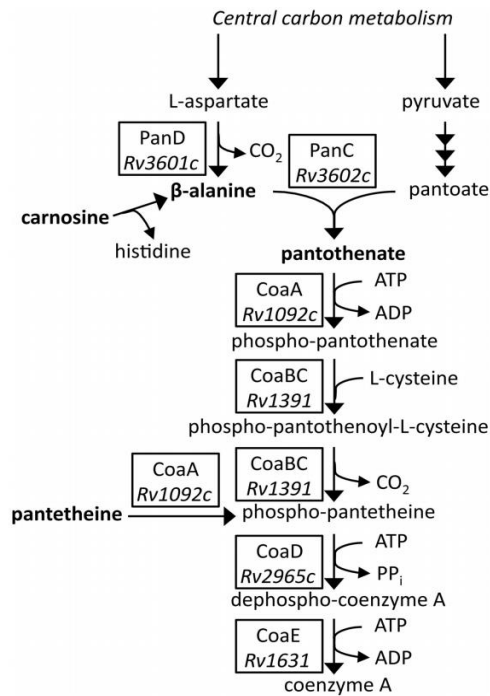 Central carbon metabolism
L-aspartate
pyruvate
PanD
Rv3601c
CO2
PanC
Rv3602c
β-alanine
pantoate
carnosine
histidine
pantothenate
CoaA
Rv1092c
ATP
ADP
phospho-pantothenate
CoaBC
Rv1391
L-cysteine
phospho-pantothenoyl-L-cysteine
CoaA
Rv1092c
CoaBC
Rv1391
CO2
pantetheine
phospho-pantetheine
CoaD
Rv2965c
ATP
PPi
dephospho-coenzyme A
CoaE
Rv1631
ATP
ADP
coenzyme A